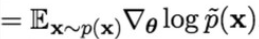 = 𝔼_{𝐱∼p(𝐱)} ∇_𝜽 log p̃(𝐱)